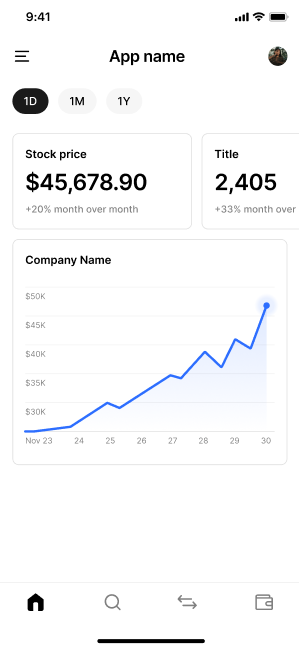 9:41
App name
1D 1M 1Y
Stock price
$45,678.90
+20% month over month
Title
2,405
+33% month over
Company Name
$50K
$45K
$40K
$35K
$30K
Nov 23 24 25 26 27 28 29 30